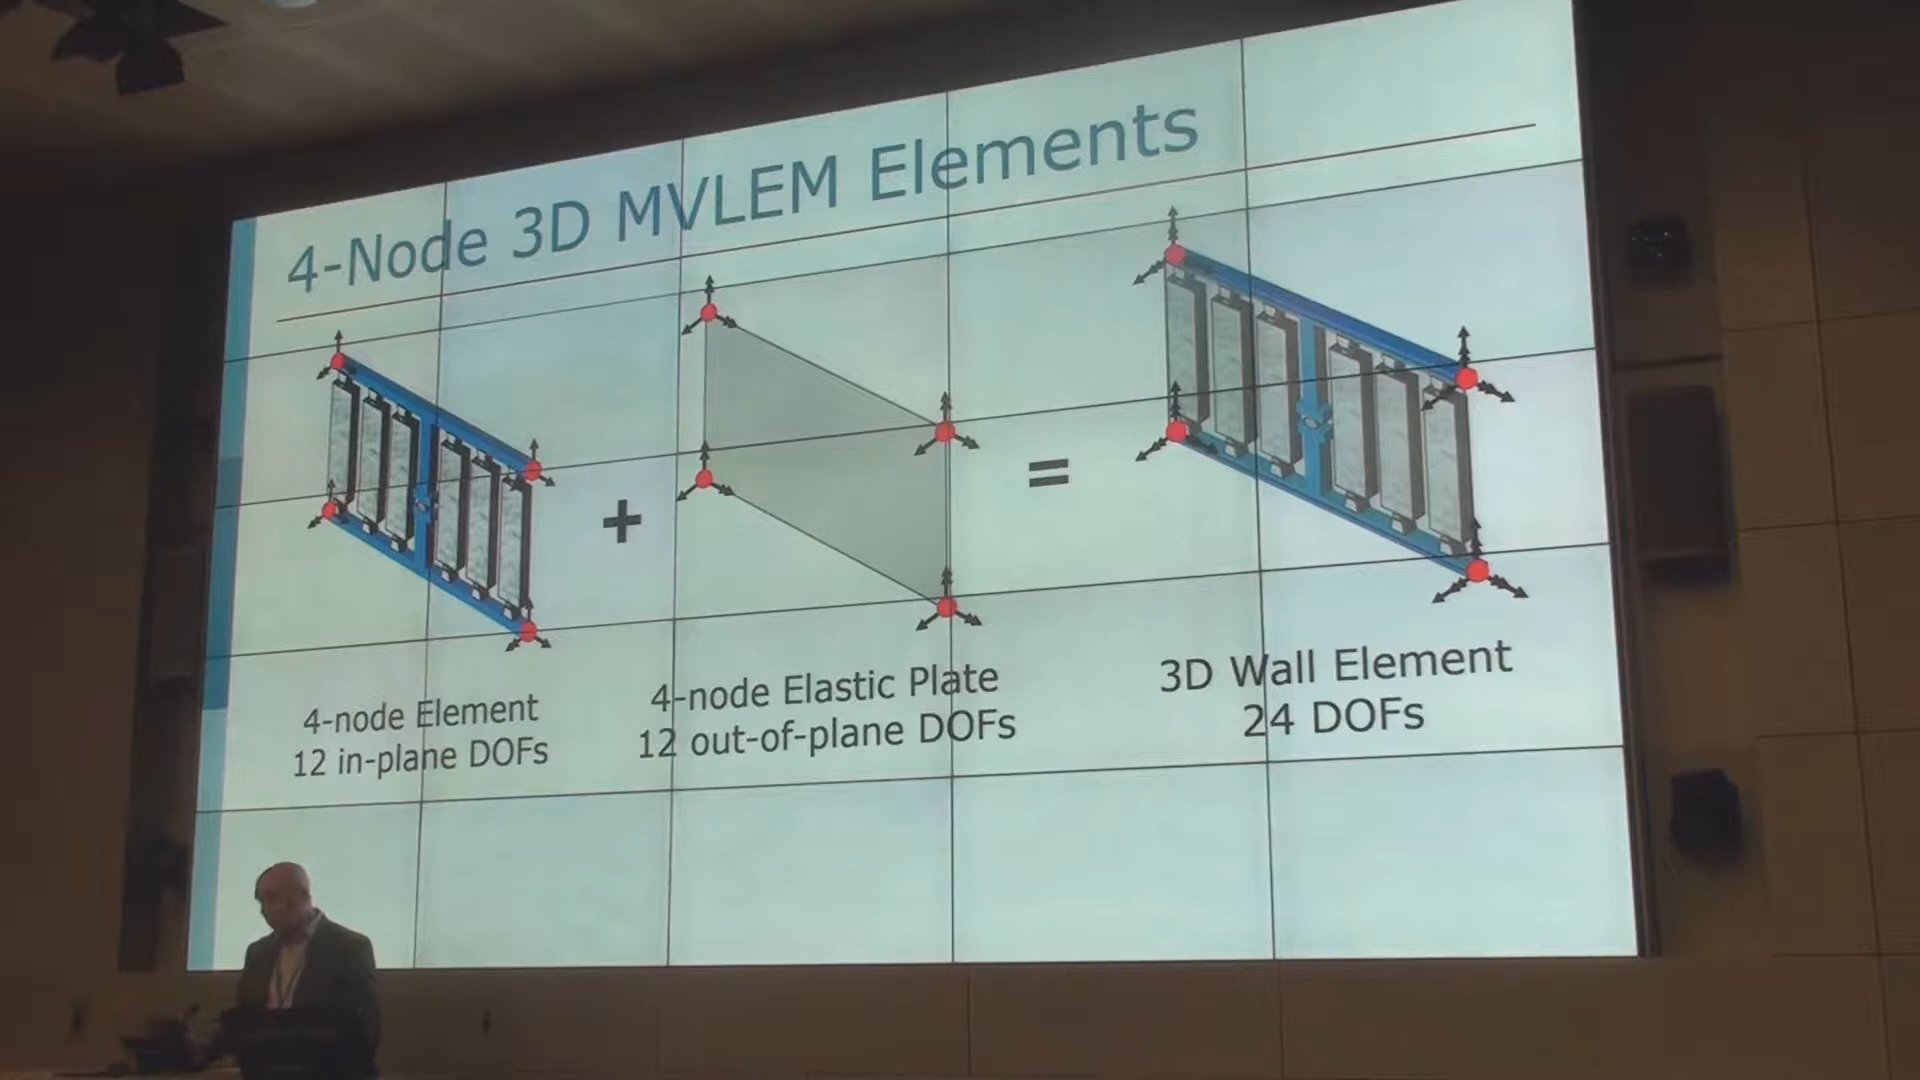 4-Node 3D MVLEM Elements
+
=
4-node Element
12 in-plane DOFs
4-node Elastic Plate
12 out-of-plane DOFs
3D Wall Element
24 DOFs